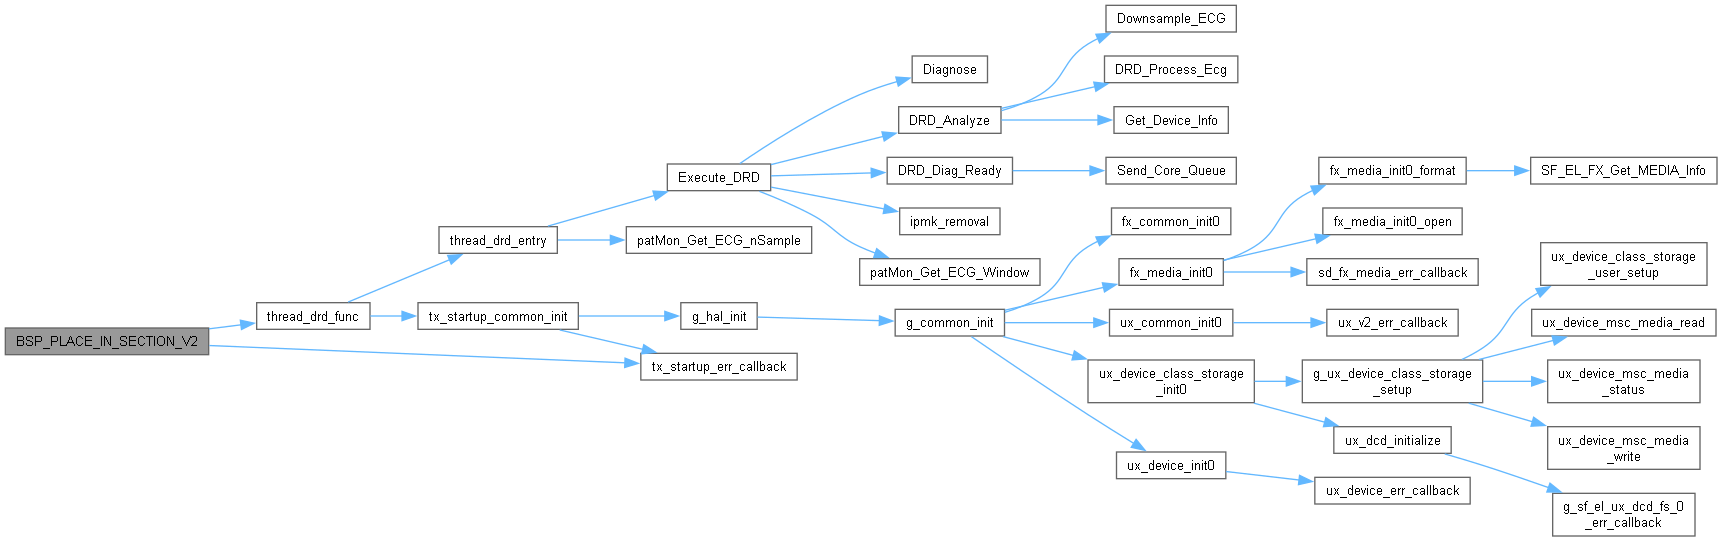 Downsample_ECG
Diagnose
DRD_Process_Ecg
DRD_Analyze
Get_Device_Info
Execute_DRD
DRD_Diag_Ready
Send_Core_Queue
fx_media_init0_format
SF_EL_FX_Get_MEDIA_Info
ipmk_removal
fx_common_init0
fx_media_init0_open
thread_drd_entry
patMon_Get_ECG_nSample
patMon_Get_ECG_Window
fx_media_init0
sd_fx_media_err_callback
ux_device_class_storage
_user_setup
thread_drd_func
tx_startup_common_init
g_hal_init
g_common_init
ux_common_init0
ux_v2_err_callback
ux_device_msc_media_read
BSP_PLACE_IN_SECTION_V2
tx_startup_err_callback
ux_device_class_storage
_init0
g_ux_device_class_storage
_setup
ux_device_msc_media
_status
ux_dcd_initialize
ux_device_msc_media
_write
ux_device_init0
ux_device_err_callback
g_sf_el_ux_dcd_fs_0
_err_callback